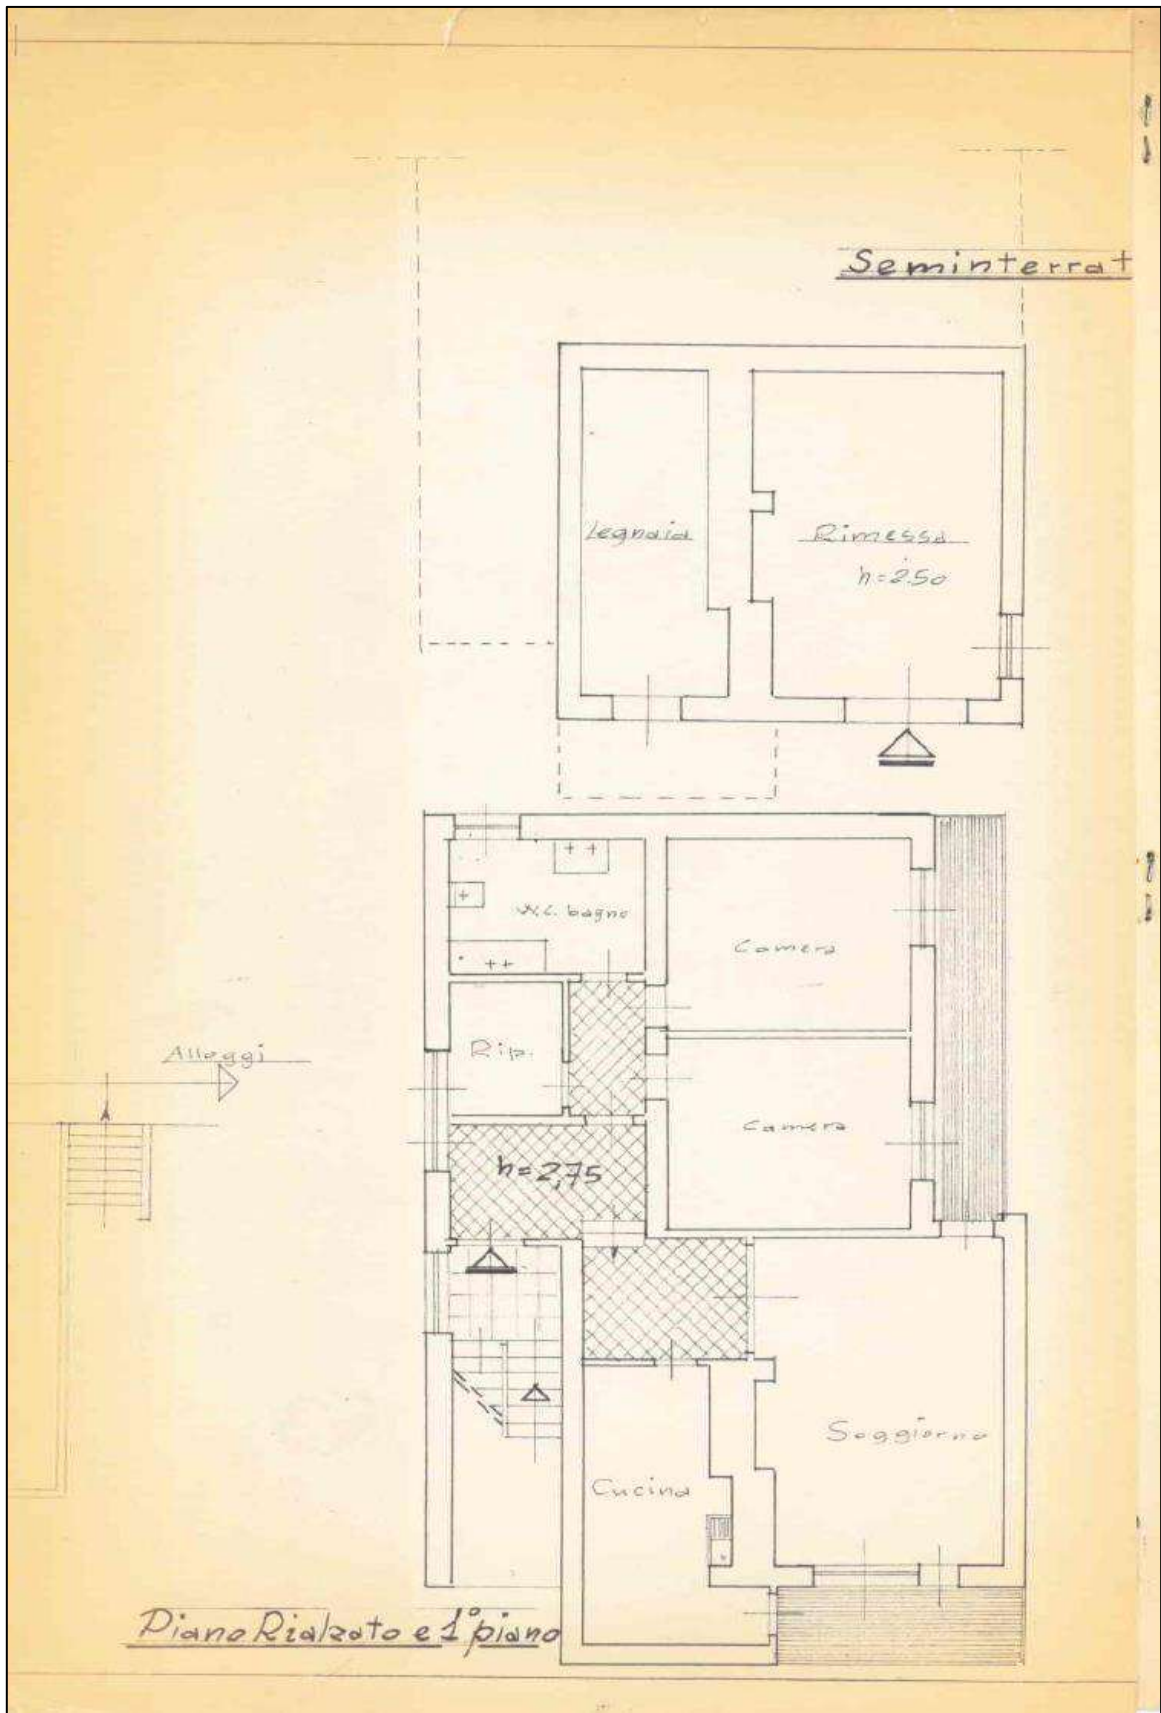 Seminterrat
Legnaia
Rimessa
h=2.50
W.C. bagno
Camera
Rip.
Alloggi
Camera
h=2,75
Soggiorno
Cucina
Piano Rialzato e 1° piano